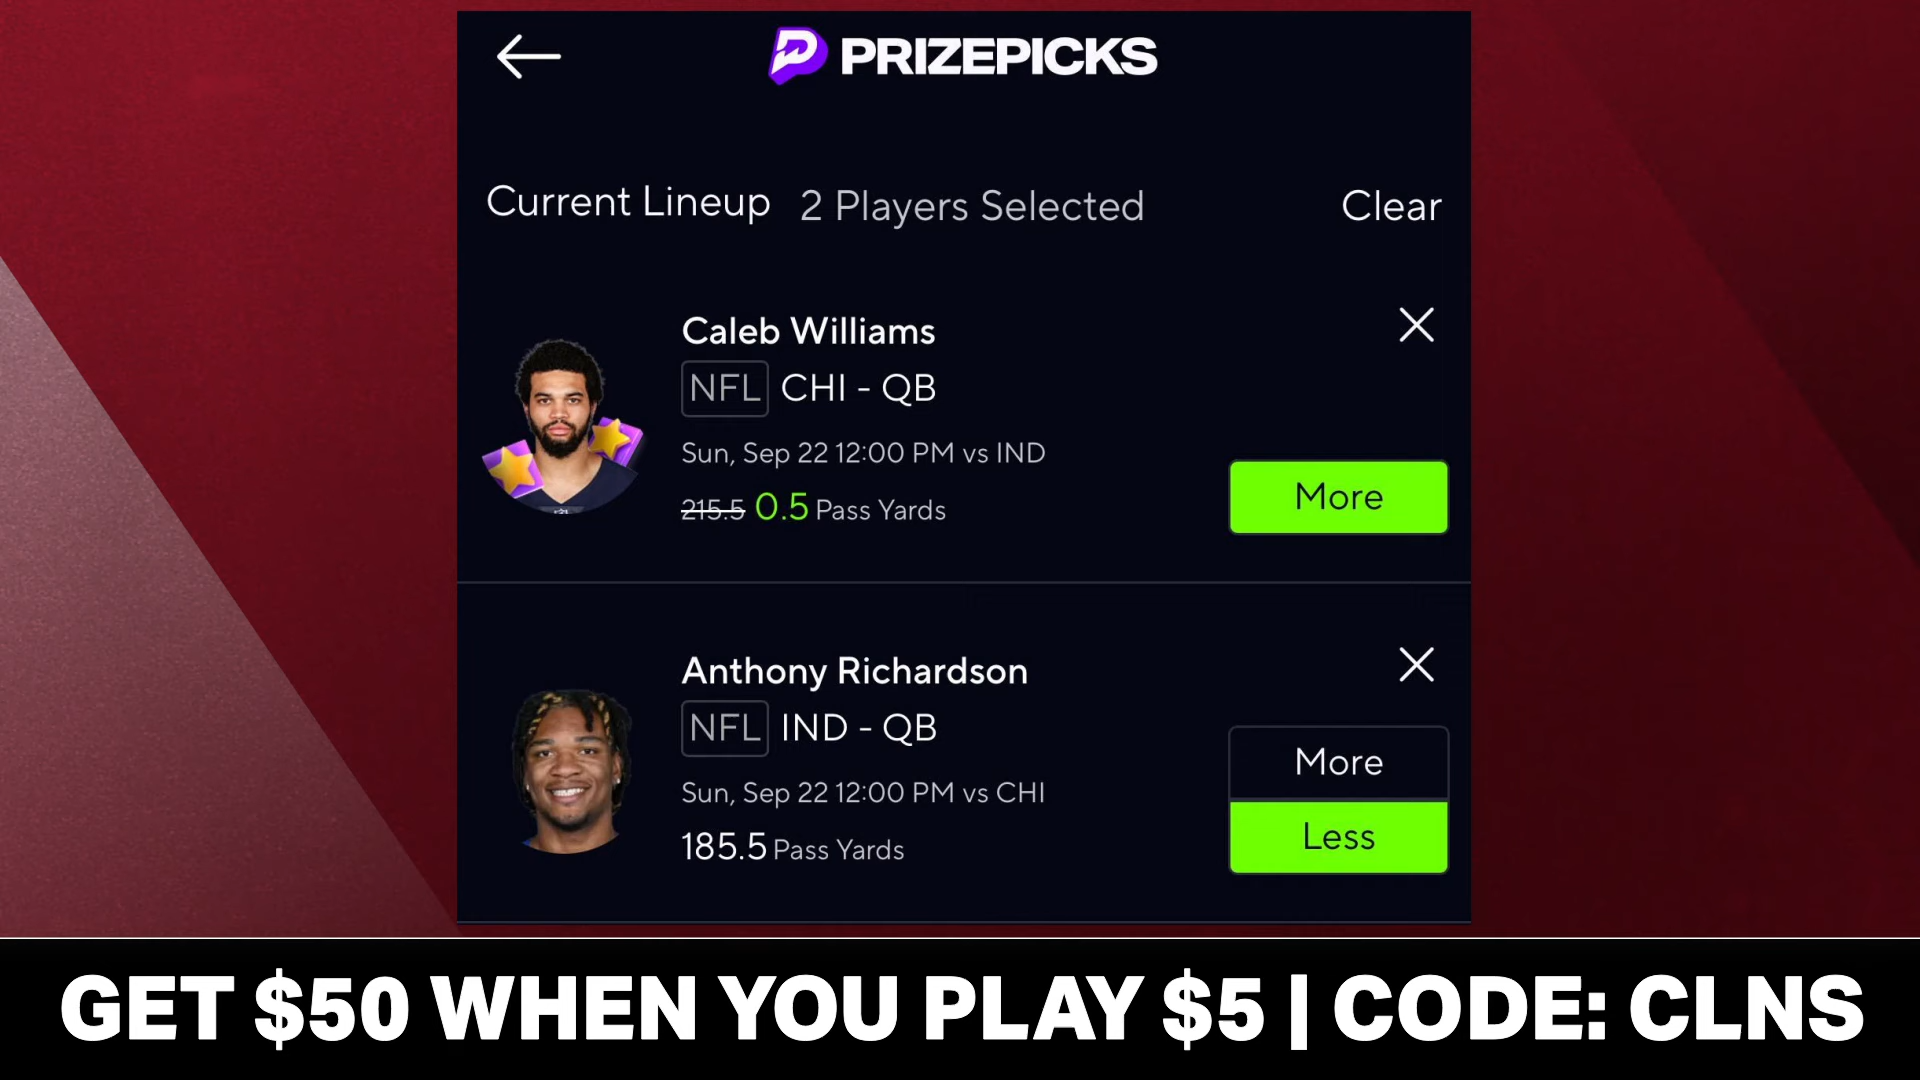 PRIZEPICKS
Current Lineup 2 Players Selected Clear
Caleb Williams
NFL CHI - QB
Sun, Sep 22 12:00 PM vs IND
215.5 0.5 Pass Yards
More
Anthony Richardson
NFL IND - QB
Sun, Sep 22 12:00 PM vs CHI
185.5 Pass Yards
More
Less
GET $50 WHEN YOU PLAY $5 | CODE: CLNS